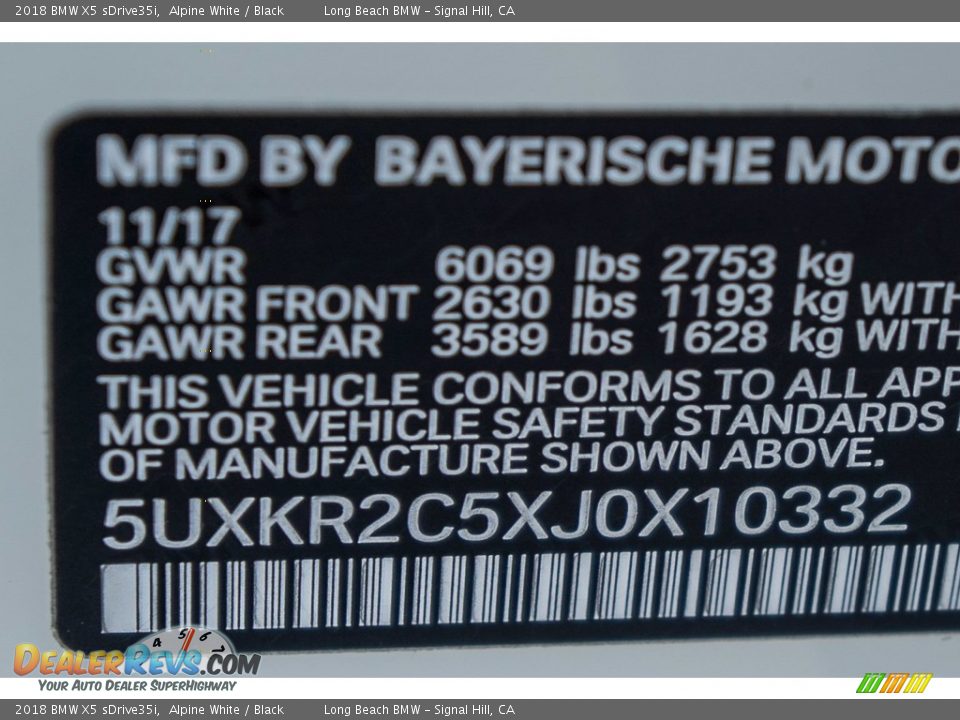 2018 BMW X5 sDrive35i, Alpine White / Black Long Beach BMW - Signal Hill, CA
MFD BY BAYERISCHE MOTO
11/17
GVWR 6069 lbs 2753 kg
GAWR FRONT 2630 lbs 1193 kg WITH
GAWR REAR 3589 lbs 1628 kg WITH
THIS VEHICLE CONFORMS TO ALL APP
MOTOR VEHICLE SAFETY STANDARDS
OF MANUFACTURE SHOWN ABOVE.
5UXKR2C5XJ0X10332
4 5 6
DEALERREVS.COM
YOUR AUTO DEALER SUPERHIGHWAY
2018 BMW X5 sDrive35i, Alpine White / Black Long Beach BMW - Signal Hill, CA